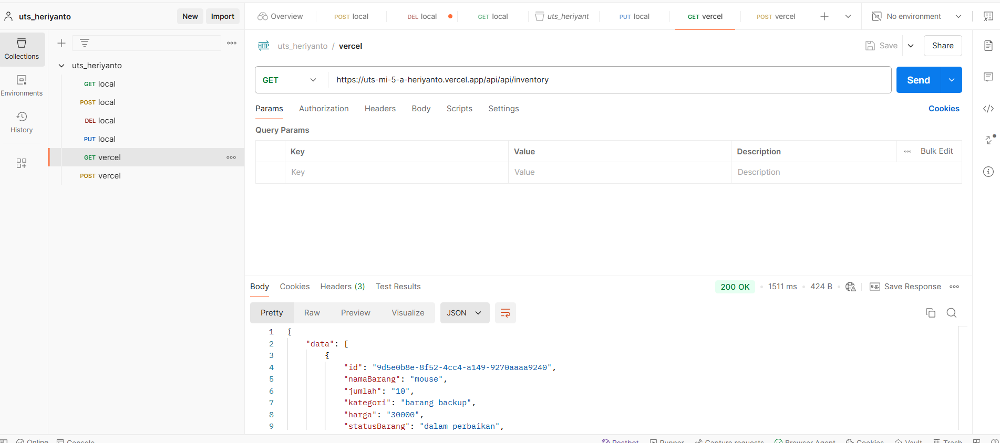 uts_heriyanto
New
Import
Overview
POST local
DEL local
GET local
uts_heriyant
PUT local
GET vercel
POST vercel
No environment
Collections
Environments
History
uts_heriyanto
GET local
POST local
DEL local
PUT local
GET vercel
POST vercel
HTTP
uts_heriyanto / vercel
Save
Share
GET
https://uts-mi-5-a-heriyanto.vercel.app/api/api/inventory
Send
Params
Authorization
Headers
Body
Scripts
Settings
Cookies
Query Params
Key
Value
Description
Bulk Edit
Key
Value
Description
Body
Cookies
Headers (3)
Test Results
200 OK
1511 ms
424 B
e.g.
Save Response
Pretty
Raw
Preview
Visualize
JSON
1 {
2 "data": [
3 {
4 "id": "9d5e0b8e-8f52-4cc4-a149-9270aaaa9240",
5 "namaBarang": "mouse",
6 "jumlah": "10",
7 "kategori": "barang backup",
8 "harga": "30000",
9 "statusBarang": "dalam perbaikan",
Online
Console
Postbot
Runner
Capture requests
Browser Agent
Cookies
Vault
Trash